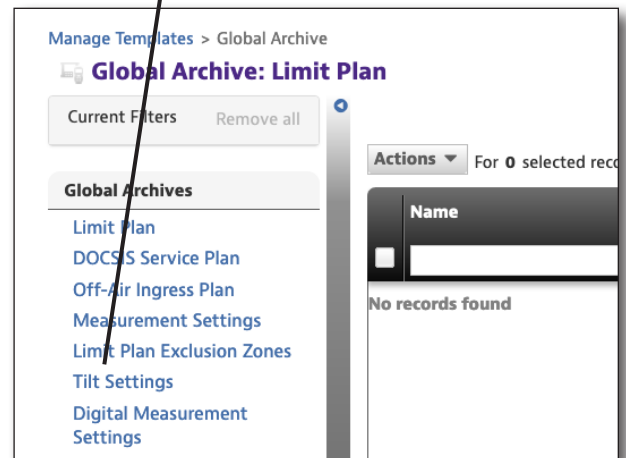 Manage Templates > Global Archive
Global Archive: Limit Plan
Current Filters Remove all
Actions For 0 selected reco
Global Archives
Name
Limit Plan
DOCSIS Service Plan
Off-Air Ingress Plan
No records found
Measurement Settings
Limit Plan Exclusion Zones
Tilt Settings
Digital Measurement
Settings